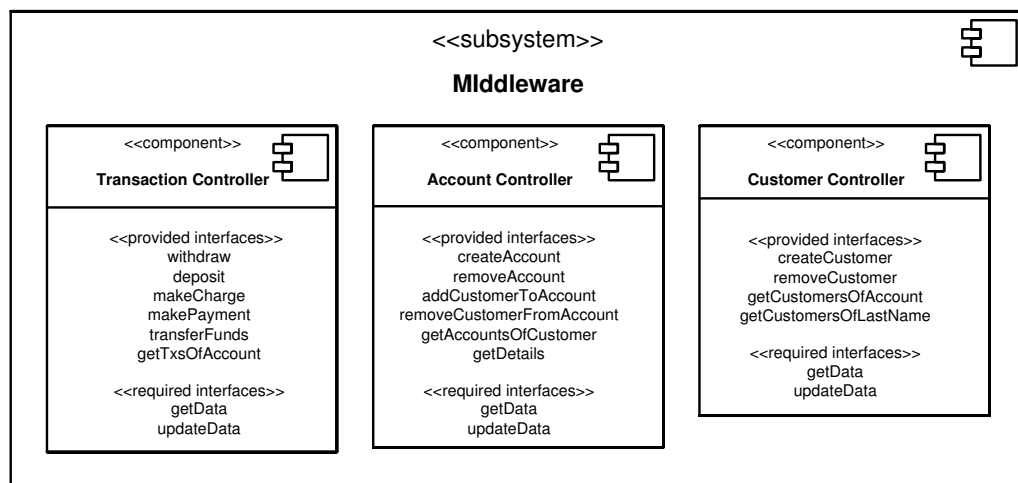 <<subsystem>>
MIddleware
<<component>>
Transaction Controller
<<provided interfaces>>
withdraw
deposit
makeCharge
makePayment
transferFunds
getTxsOfAccount
<<required interfaces>>
getData
updateData
<<component>>
Account Controller
<<provided interfaces>>
createAccount
removeAccount
addCustomerToAccount
removeCustomerFromAccount
getAccountsOfCustomer
getDetails
<<required interfaces>>
getData
updateData
<<component>>
Customer Controller
<<provided interfaces>>
createCustomer
removeCustomer
getCustomersOfAccount
getCustomersOfLastName
<<required interfaces>>
getData
updateData